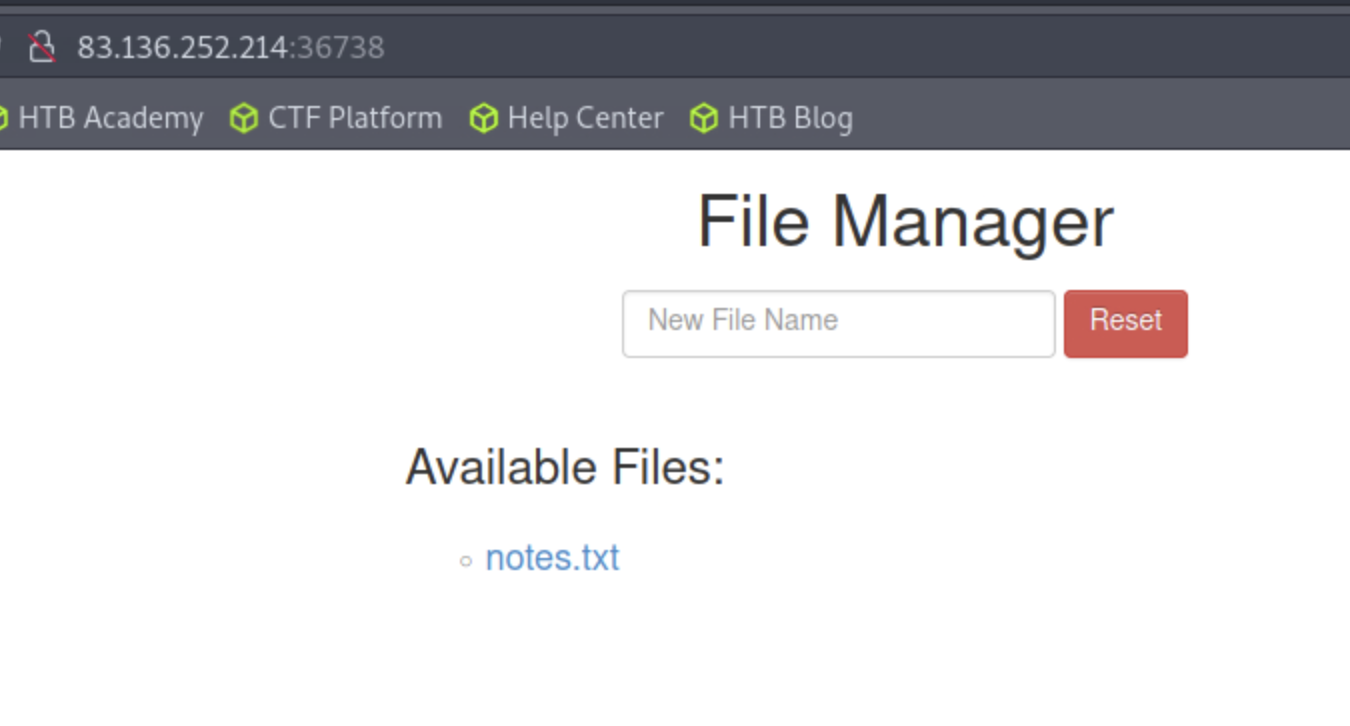 83.136.252.214:36738
HTB Academy CTF Platform Help Center HTB Blog
File Manager
New File Name Reset
Available Files:
notes.txt